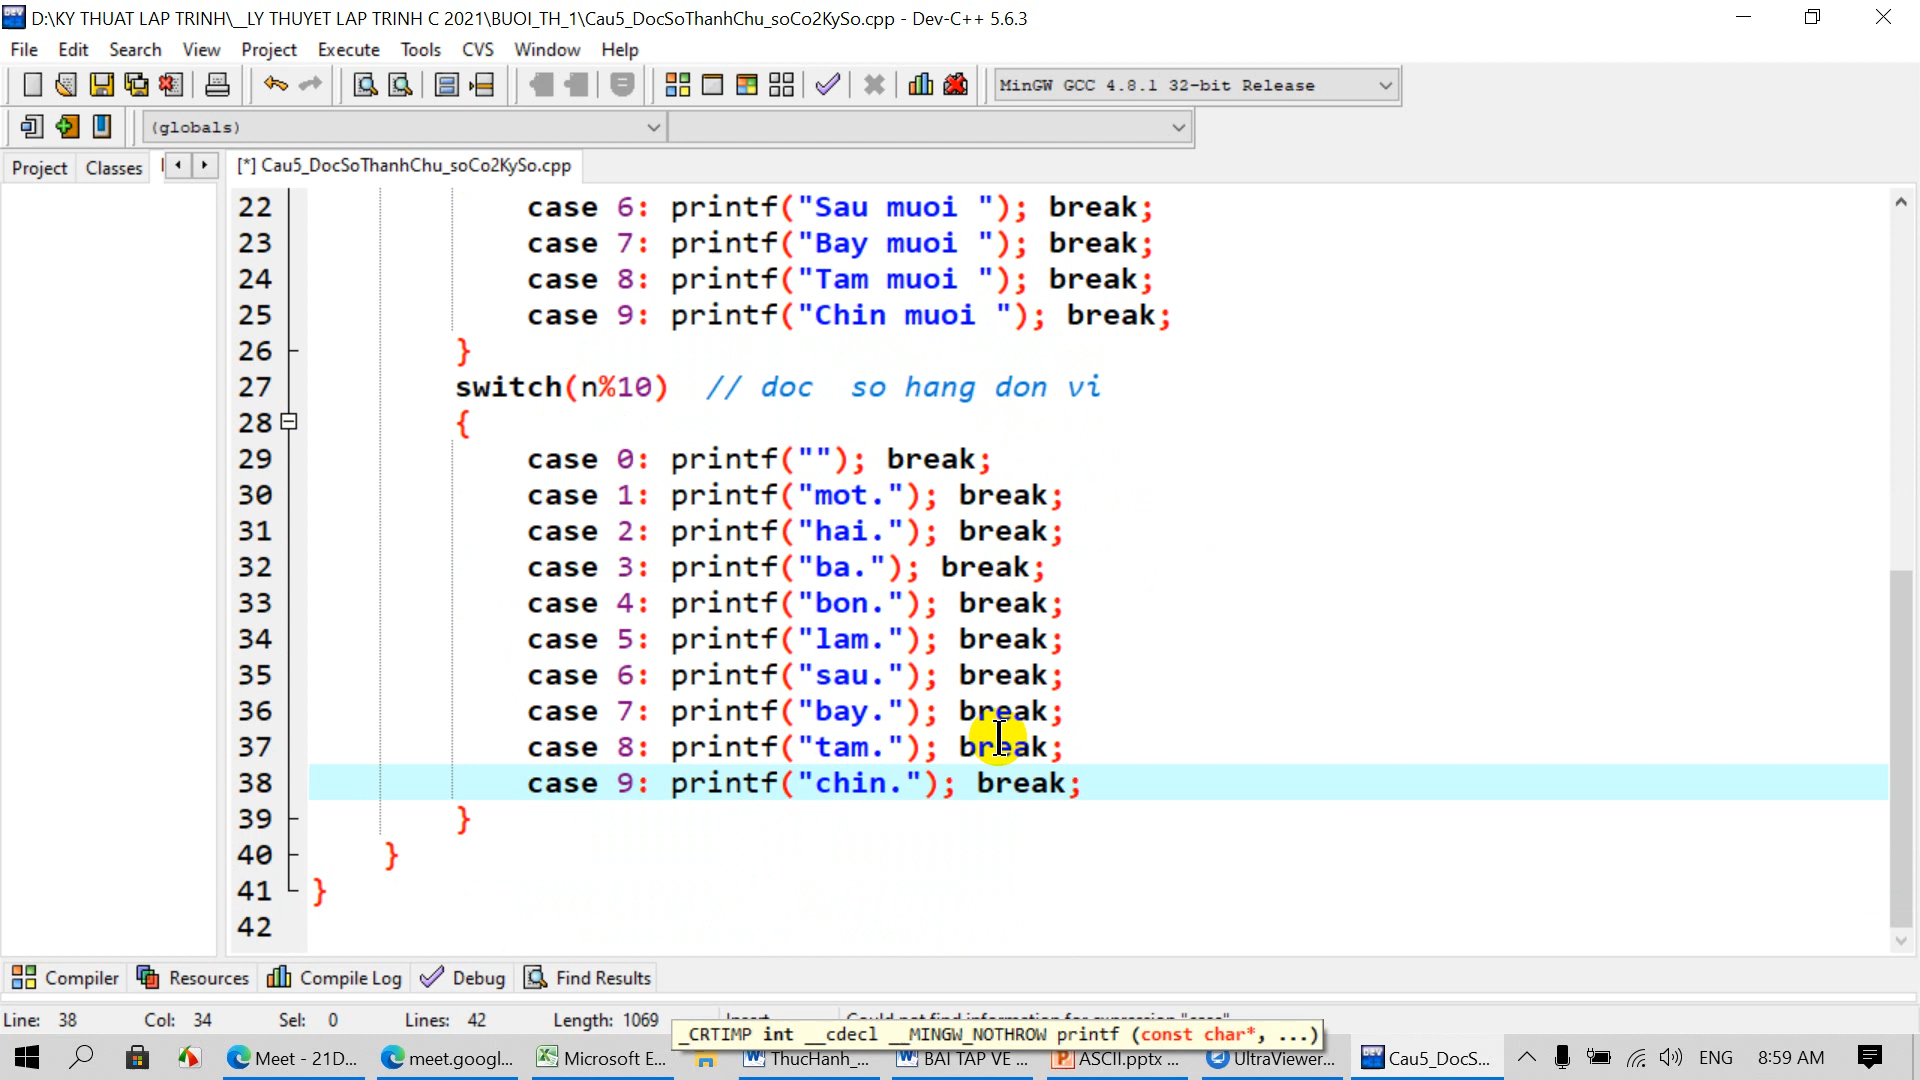 D:\KY THUAT LAP TRINH\__LY THUYET LAP TRINH C 2021\BUOI_TH_1\Cau5_DocSoThanhChu_soCo2KySo.cpp - Dev-C++ 5.6.3
File Edit Search View Project Execute Tools CVS Window Help
MinGW GCC 4.8.1 32-bit Release
(globals)
Project Classes [*] Cau5_DocSoThanhChu_soCo2KySo.cpp
22 case 6: printf("Sau muoi "); break;
23 case 7: printf("Bay muoi "); break;
24 case 8: printf("Tam muoi "); break;
25 case 9: printf("Chin muoi "); break;
26 }
27 switch(n%10) // doc so hang don vi
28 {
29 case 0: printf(""); break;
30 case 1: printf("mot."); break;
31 case 2: printf("hai."); break;
32 case 3: printf("ba."); break;
33 case 4: printf("bon."); break;
34 case 5: printf("lam."); break;
35 case 6: printf("sau."); break;
36 case 7: printf("bay."); break;
37 case 8: printf("tam."); break;
38 case 9: printf("chin."); break;
39 }
40 }
41 }
42
Compiler Resources Compile Log Debug Find Results
Line: 38 Col: 34 Sel: 0 Lines: 42 Length: 1069
_CRTIMP int __cdecl __MINGW_NOTHROW printf (const char*, ...)
Meet - 21D... meet.googl... Microsoft E... ThucHanh_... BAI TAP VE ... ASCII.pptx ... UltraViewer... Cau5_DocS... ENG 8:59 AM